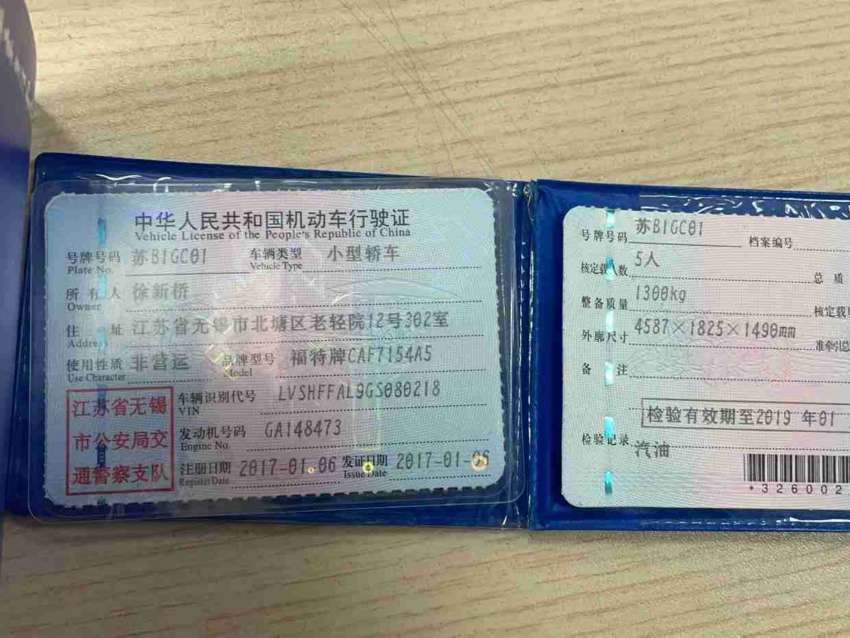 中华人民共和国机动车行驶证
Vehicle License of the People's Republic of China
号牌号码 苏B1GC01 车辆类型 小型轿车
Plate No. Vehicle Type
所有人 徐新桥
Owner
住址 江苏省无锡市北塘区老轻院12号302室
Address
使用性质 非营运 品牌型号 福特牌CAF7154A5
Use Character Model
江苏省无锡
市公安局交
通警察支队
车辆识别代号 LVSHFFAL9GS080218
VIN
发动机号码 GA148473
Engine No.
注册日期 2017-01-06 发证日期 2017-01-06
Register Date Issue Date
号牌号码 苏B1GC01 档案编号
核定载人数 5人 总质
整备质量 1300kg 核定载
外廓尺寸 4587×1825×1490mm 准牵引总
备注
检验有效期至2019 年01
检验记录
汽油
*326002